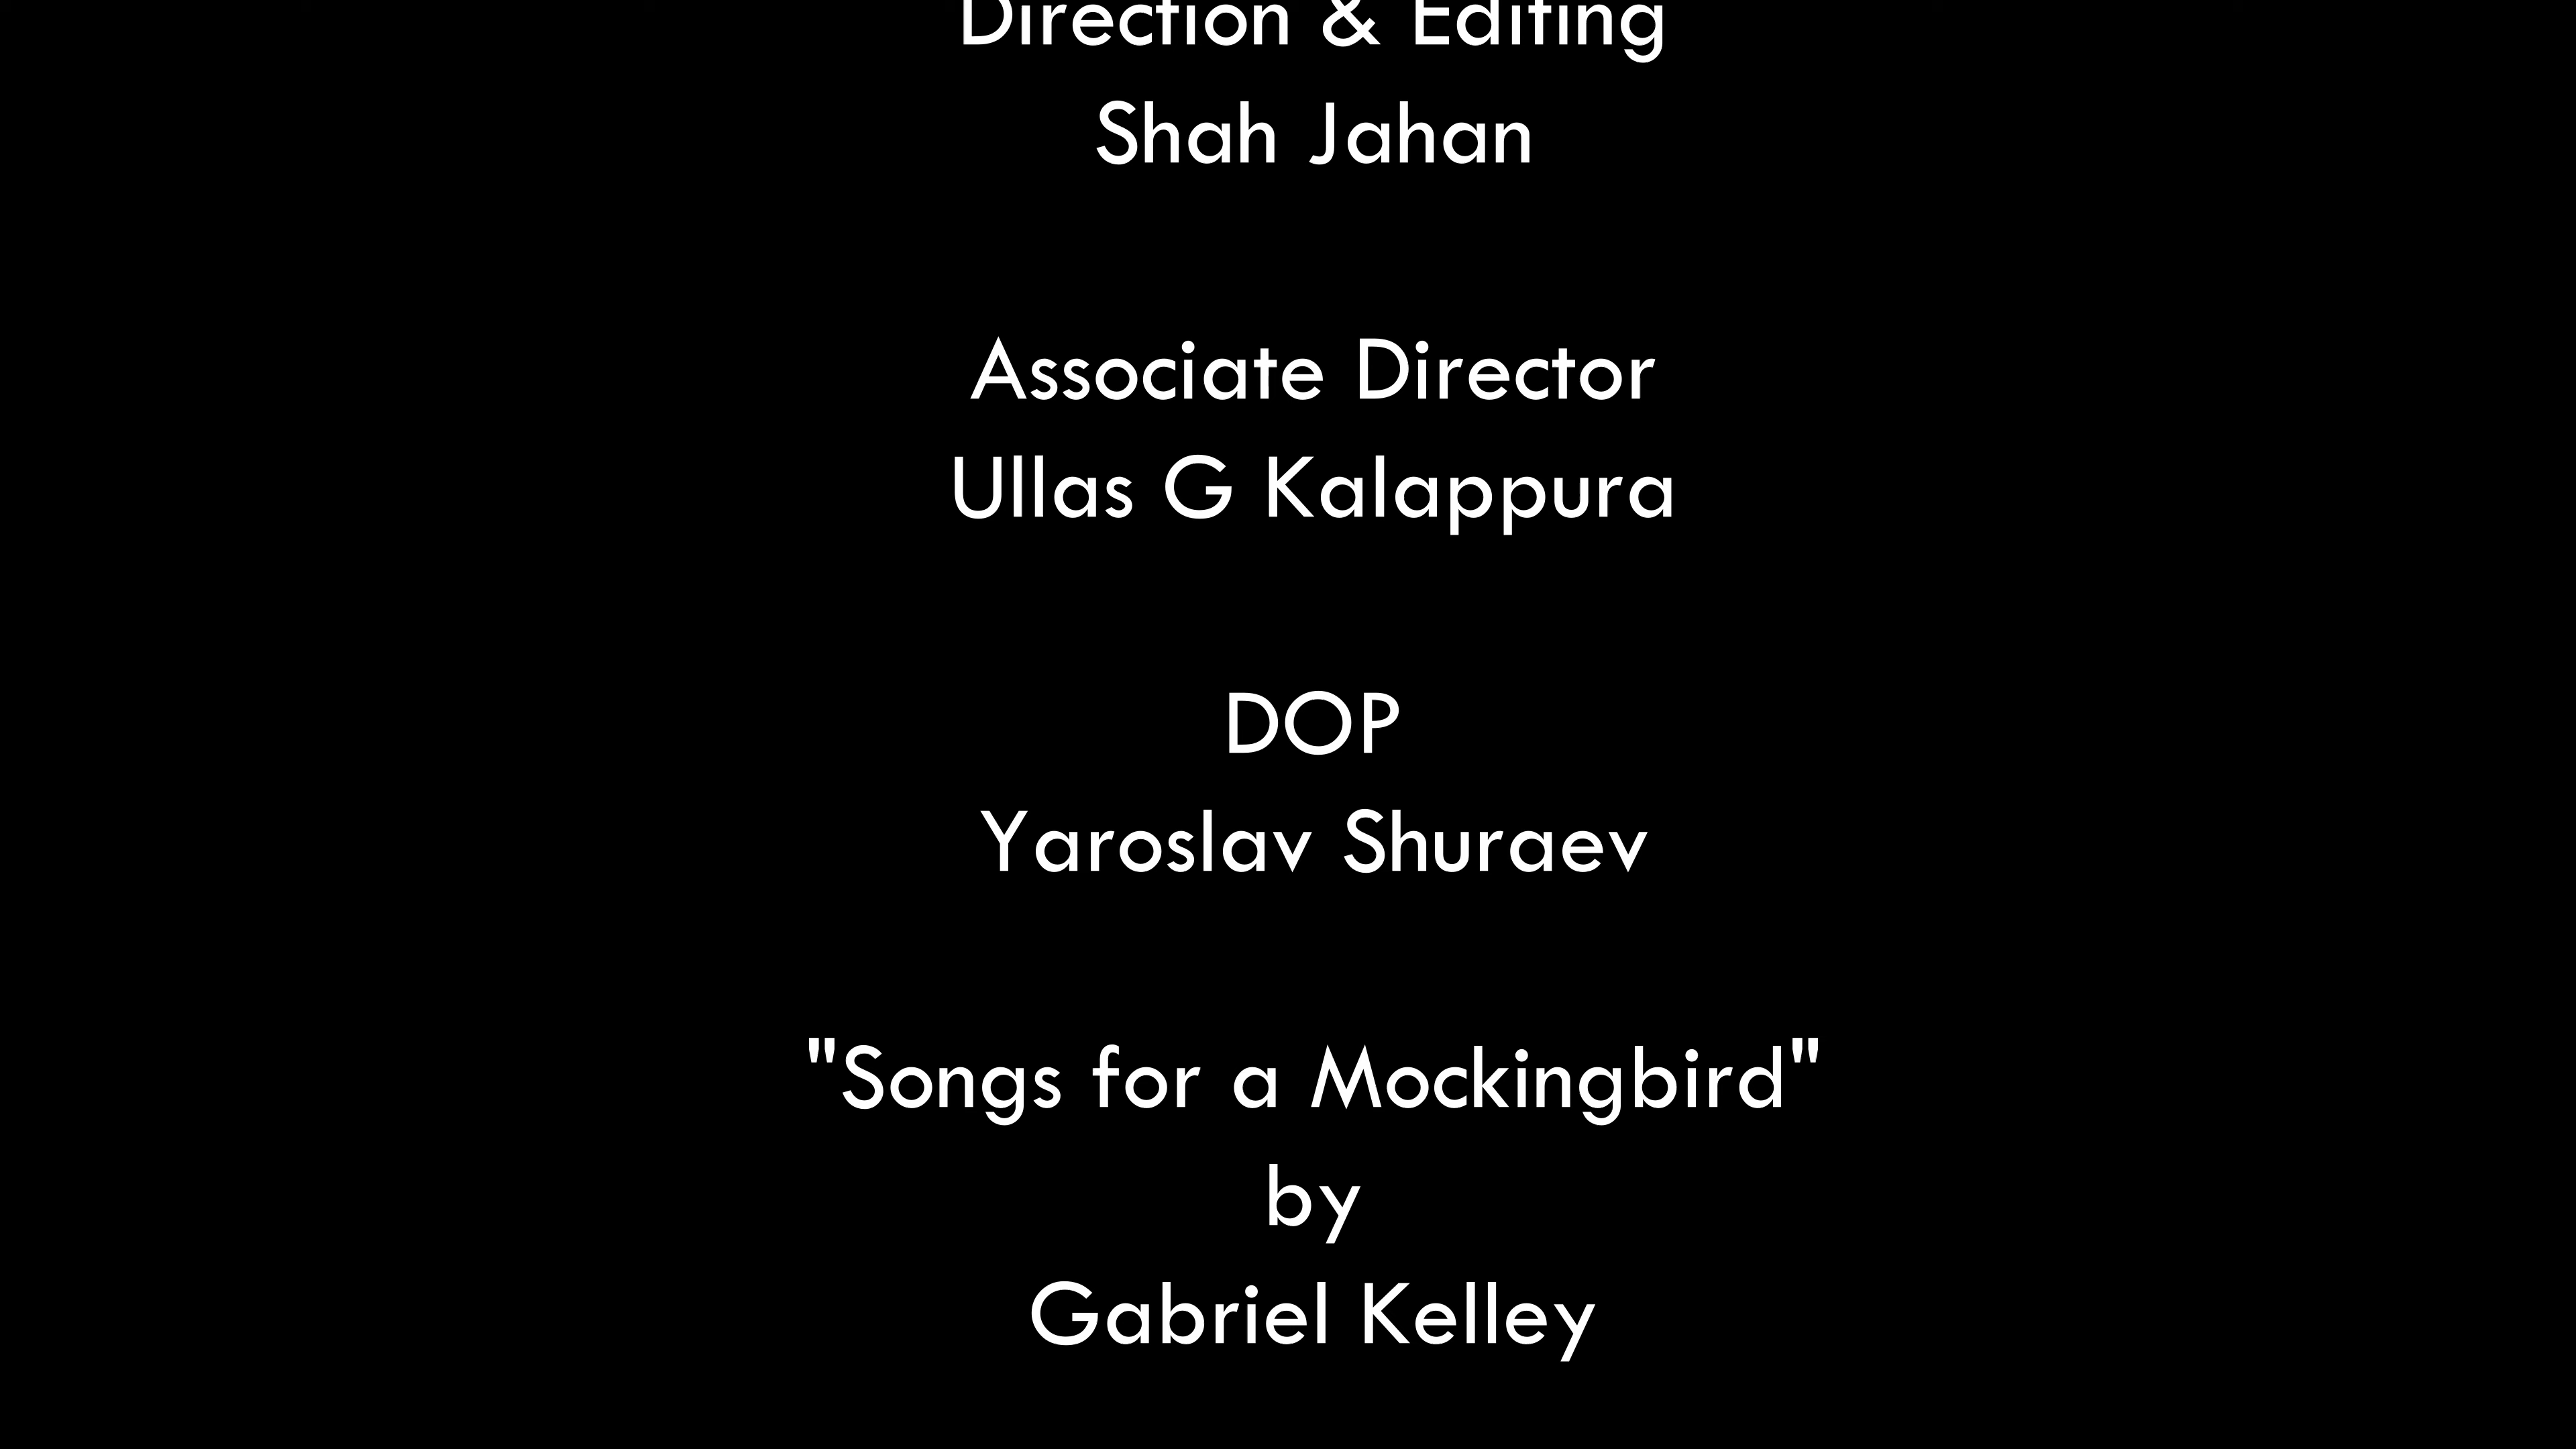 Direction & Editing
Shah Jahan
Associate Director
Ullas G Kalappura
DOP
Yaroslav Shuraev
"Songs for a Mockingbird"
by
Gabriel Kelley